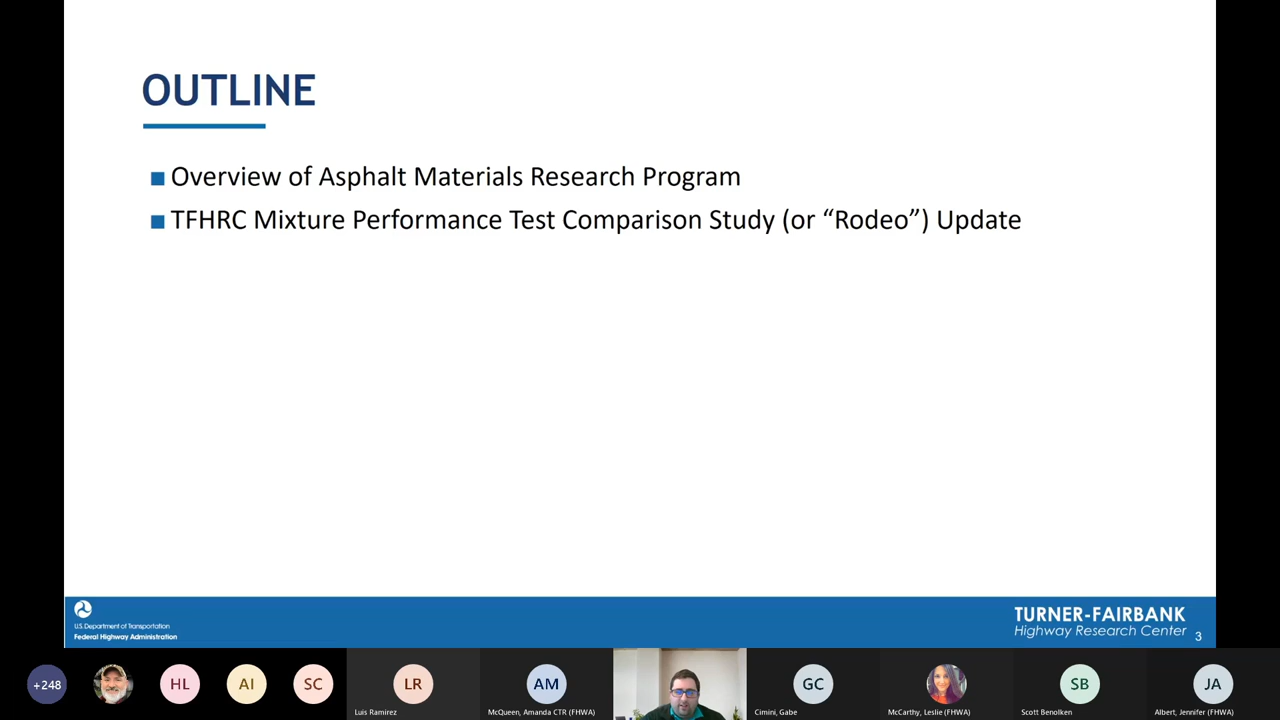 OUTLINE
Overview of Asphalt Materials Research Program
TFHRC Mixture Performance Test Comparison Study (or “Rodeo”) Update
U.S. Department of Transportation
Federal Highway Administration
TURNER-FAIRBANK
Highway Research Center
3
+248
HL
AI
SC
LR
Luis Ramirez
AM
McQueen, Amanda CTR (FHWA)
GC
Cimini, Gabe
McCarthy, Leslie (FHWA)
SB
Scott Benolken
JA
Albert, Jennifer (FHWA)